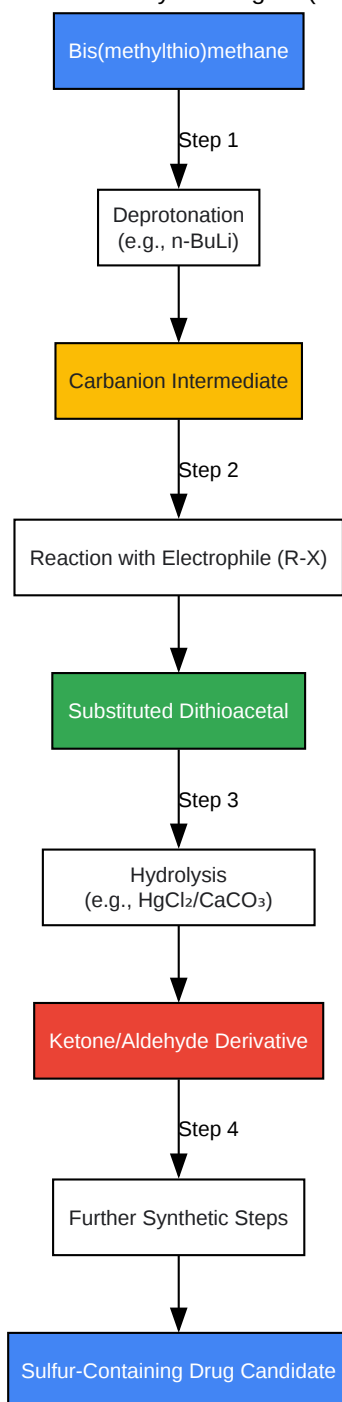 Bis(methylthio)methane
Step 1
Deprotonation
(e.g., n-BuLi)
Carbanion Intermediate
Step 2
Reaction with Electrophile (R-X)
Substituted Dithioacetal
Step 3
Hydrolysis
(e.g., HgCl₂/CaCO₃)
Ketone/Aldehyde Derivative
Step 4
Further Synthetic Steps
Sulfur-Containing Drug Candidate